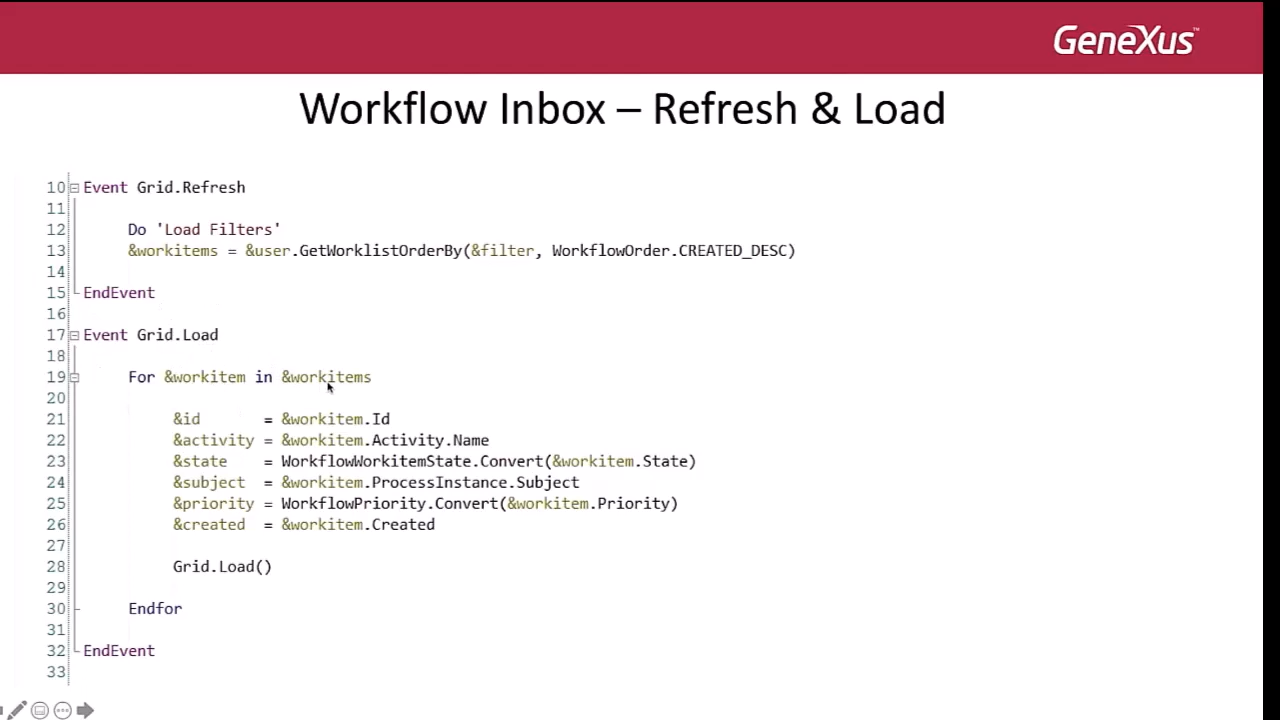 GeneXus™
Workflow Inbox – Refresh & Load
10 Event Grid.Refresh
11
12 Do 'Load Filters'
13 &workitems = &user.GetWorklistOrderBy(&filter, WorkflowOrder.CREATED_DESC)
14
15 EndEvent
16
17 Event Grid.Load
18
19 For &workitem in &workitems
20
21 &id = &workitem.Id
22 &activity = &workitem.Activity.Name
23 &state = WorkflowWorkitemState.Convert(&workitem.State)
24 &subject = &workitem.ProcessInstance.Subject
25 &priority = WorkflowPriority.Convert(&workitem.Priority)
26 &created = &workitem.Created
27
28 Grid.Load()
29
30 Endfor
31
32 EndEvent
33